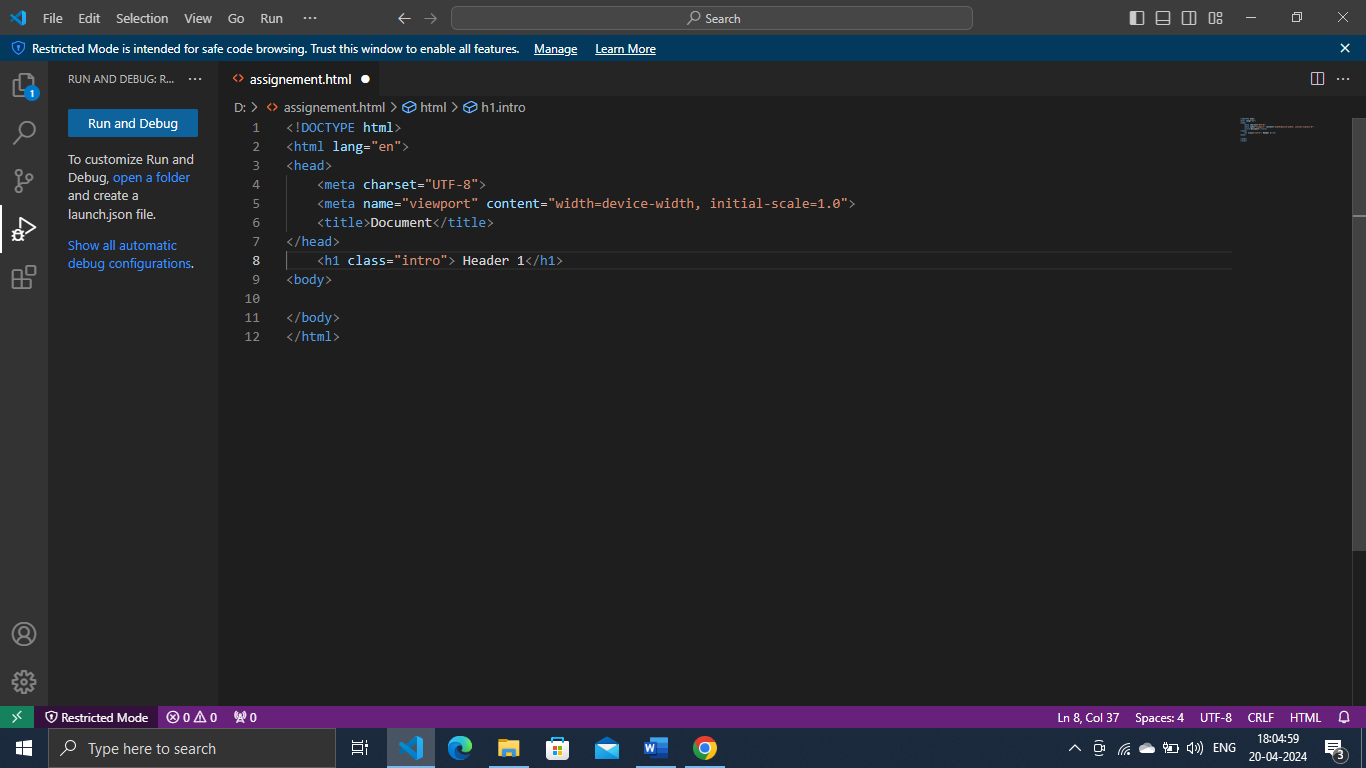 File Edit Selection View Go Run ··· Search
Restricted Mode is intended for safe code browsing. Trust this window to enable all features. Manage Learn More
RUN AND DEBUG: R... ··· assignement.html
1
Run and Debug
To customize Run and
Debug, open a folder
and create a
launch.json file.
Show all automatic
debug configurations.
D: > assignement.html > html > h1.intro
1 <!DOCTYPE html>
2 <html lang="en">
3 <head>
4 <meta charset="UTF-8">
5 <meta name="viewport" content="width=device-width, initial-scale=1.0">
6 <title>Document</title>
7 </head>
8 <h1 class="intro"> Header 1</h1>
9 <body>
10
11 </body>
12 </html>
Restricted Mode 0 0 0 Ln 8, Col 37 Spaces: 4 UTF-8 CRLF HTML
Type here to search ENG 18:04:59
20-04-2024
3